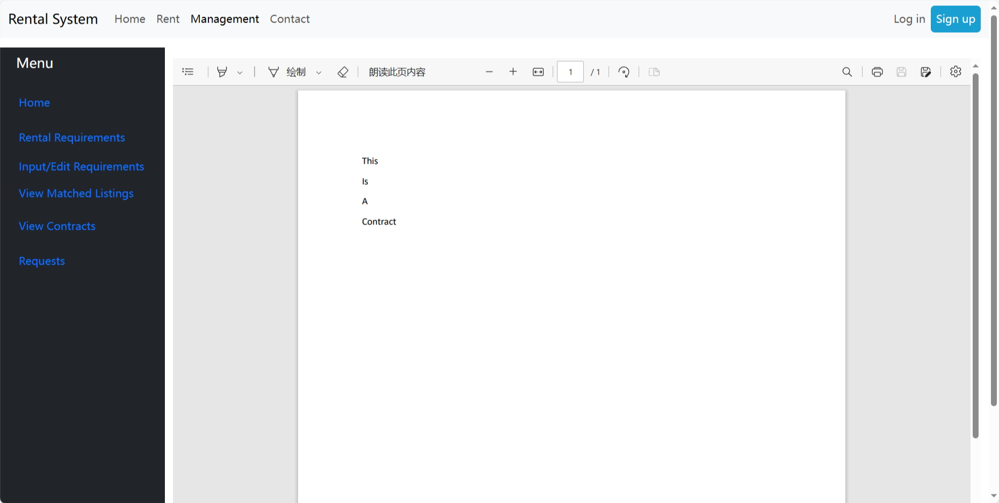 Rental System Home Rent Management Contact Log in Sign up
Menu
Home
Rental Requirements
Input/Edit Requirements
View Matched Listings
View Contracts
Requests
绘制 朗读此页内容 1 / 1
This
Is
A
Contract